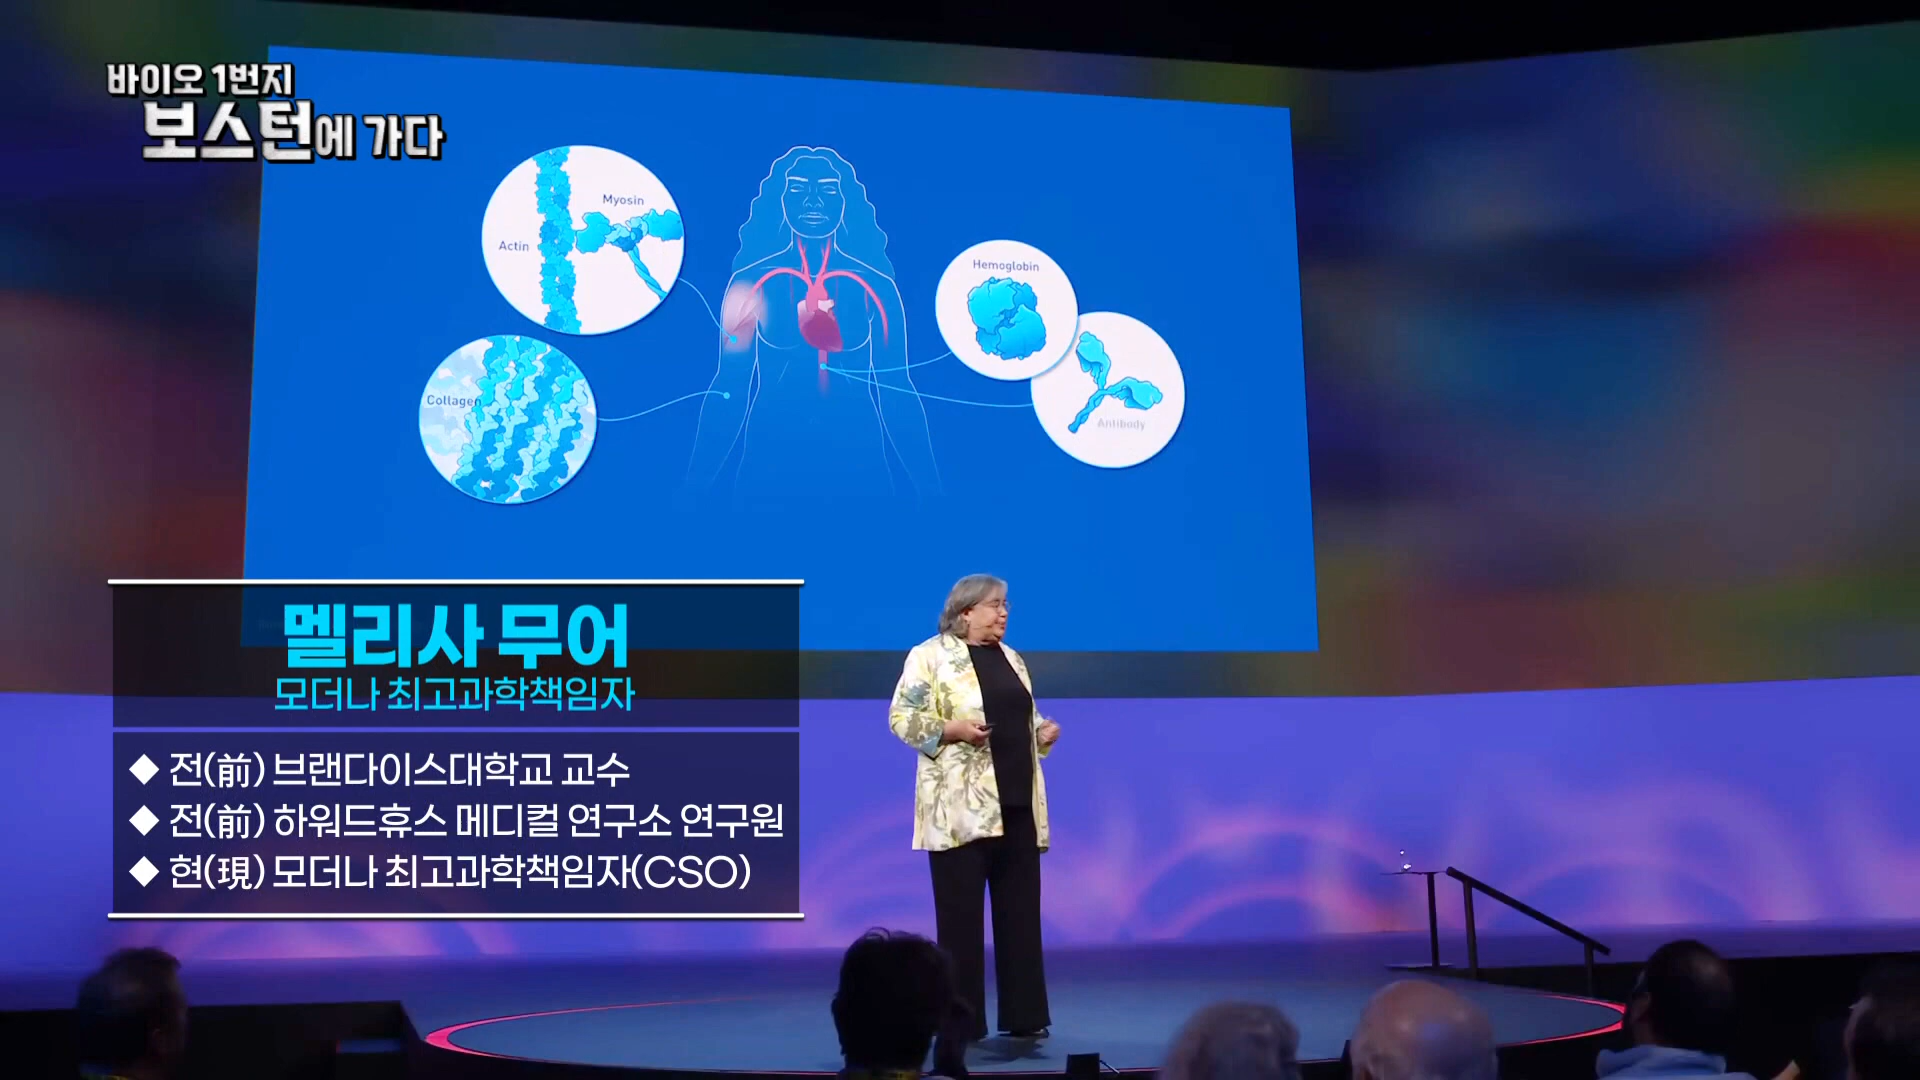 바이오 1번지
보스턴에 가다
Myosin
Actin
Collagen
Hemoglobin
Antibody
멜리사 무어
모더나 최고과학책임자
◆ 전(前) 브랜다이스대학교 교수
◆ 전(前) 하워드휴스 메디컬 연구소 연구원
◆ 현(現) 모더나 최고과학책임자(CSO)